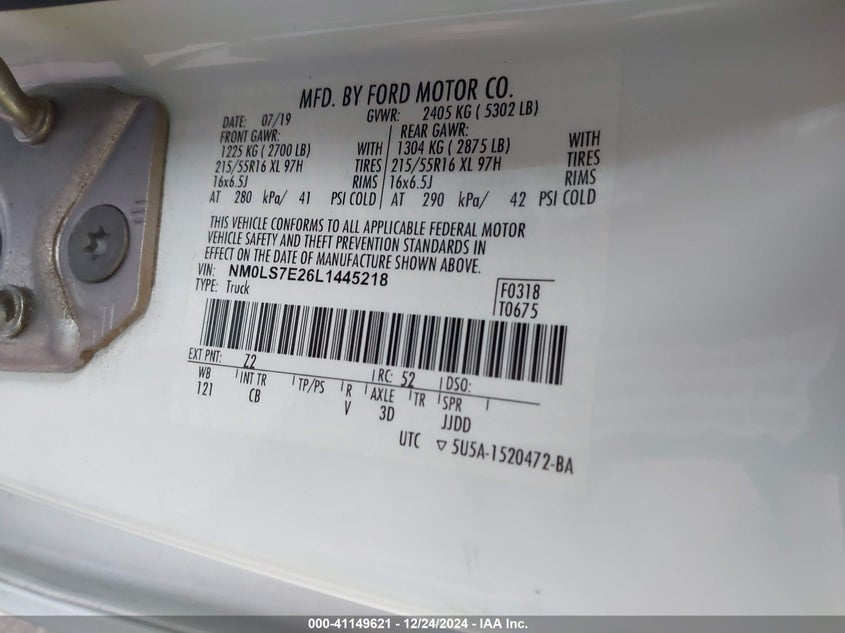 MFD. BY FORD MOTOR CO.
DATE: 07/19 GVWR: 2405 KG ( 5302 LB)
FRONT GAWR: REAR GAWR:
1225 KG ( 2700 LB) WITH 1304 KG ( 2875 LB) WITH
215/55R16 XL 97H TIRES 215/55R16 XL 97H TIRES
16x6.5J RIMS 16x6.5J RIMS
AT 280 kPa/ 41 PSI COLD AT 290 kPa/ 42 PSI COLD
THIS VEHICLE CONFORMS TO ALL APPLICABLE FEDERAL MOTOR
VEHICLE SAFETY AND THEFT PREVENTION STANDARDS IN
EFFECT ON THE DATE OF MANUFACTURE SHOWN ABOVE.
VIN: NM0LS7E26L1445218
TYPE: Truck
F0318
T0675
EXT PNT: Z2 RC: 52 DSO:
WB INT TR TP/PS R AXLE TR SPR
121 CB V 3D JJDD
UTC ▽ 5U5A-1520472-BA
000-41149621 - 12/24/2024 - IAA Inc.